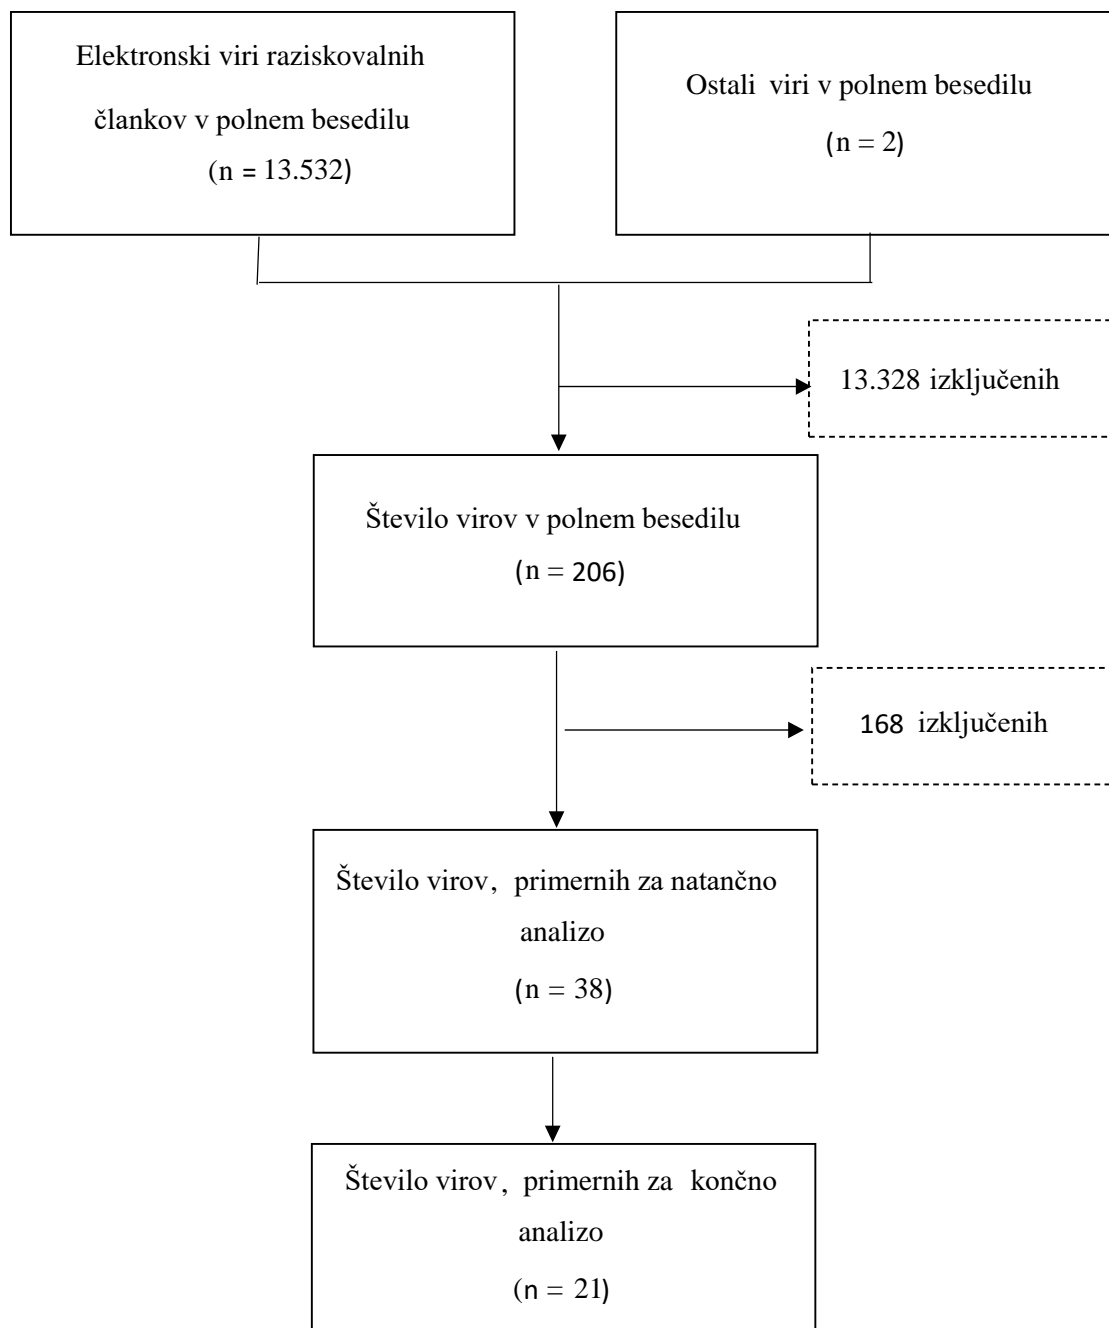 Elektronski viri raziskovalnih
člankov v polnem besedilu
(n = 13.532)
Ostali viri v polnem besedilu
(n = 2)
13.328 izključenih
Število virov v polnem besedilu
(n = 206)
168 izključenih
Število virov, primernih za natančno
analizo
(n = 38)
Število virov, primernih za končno
analizo
(n = 21)